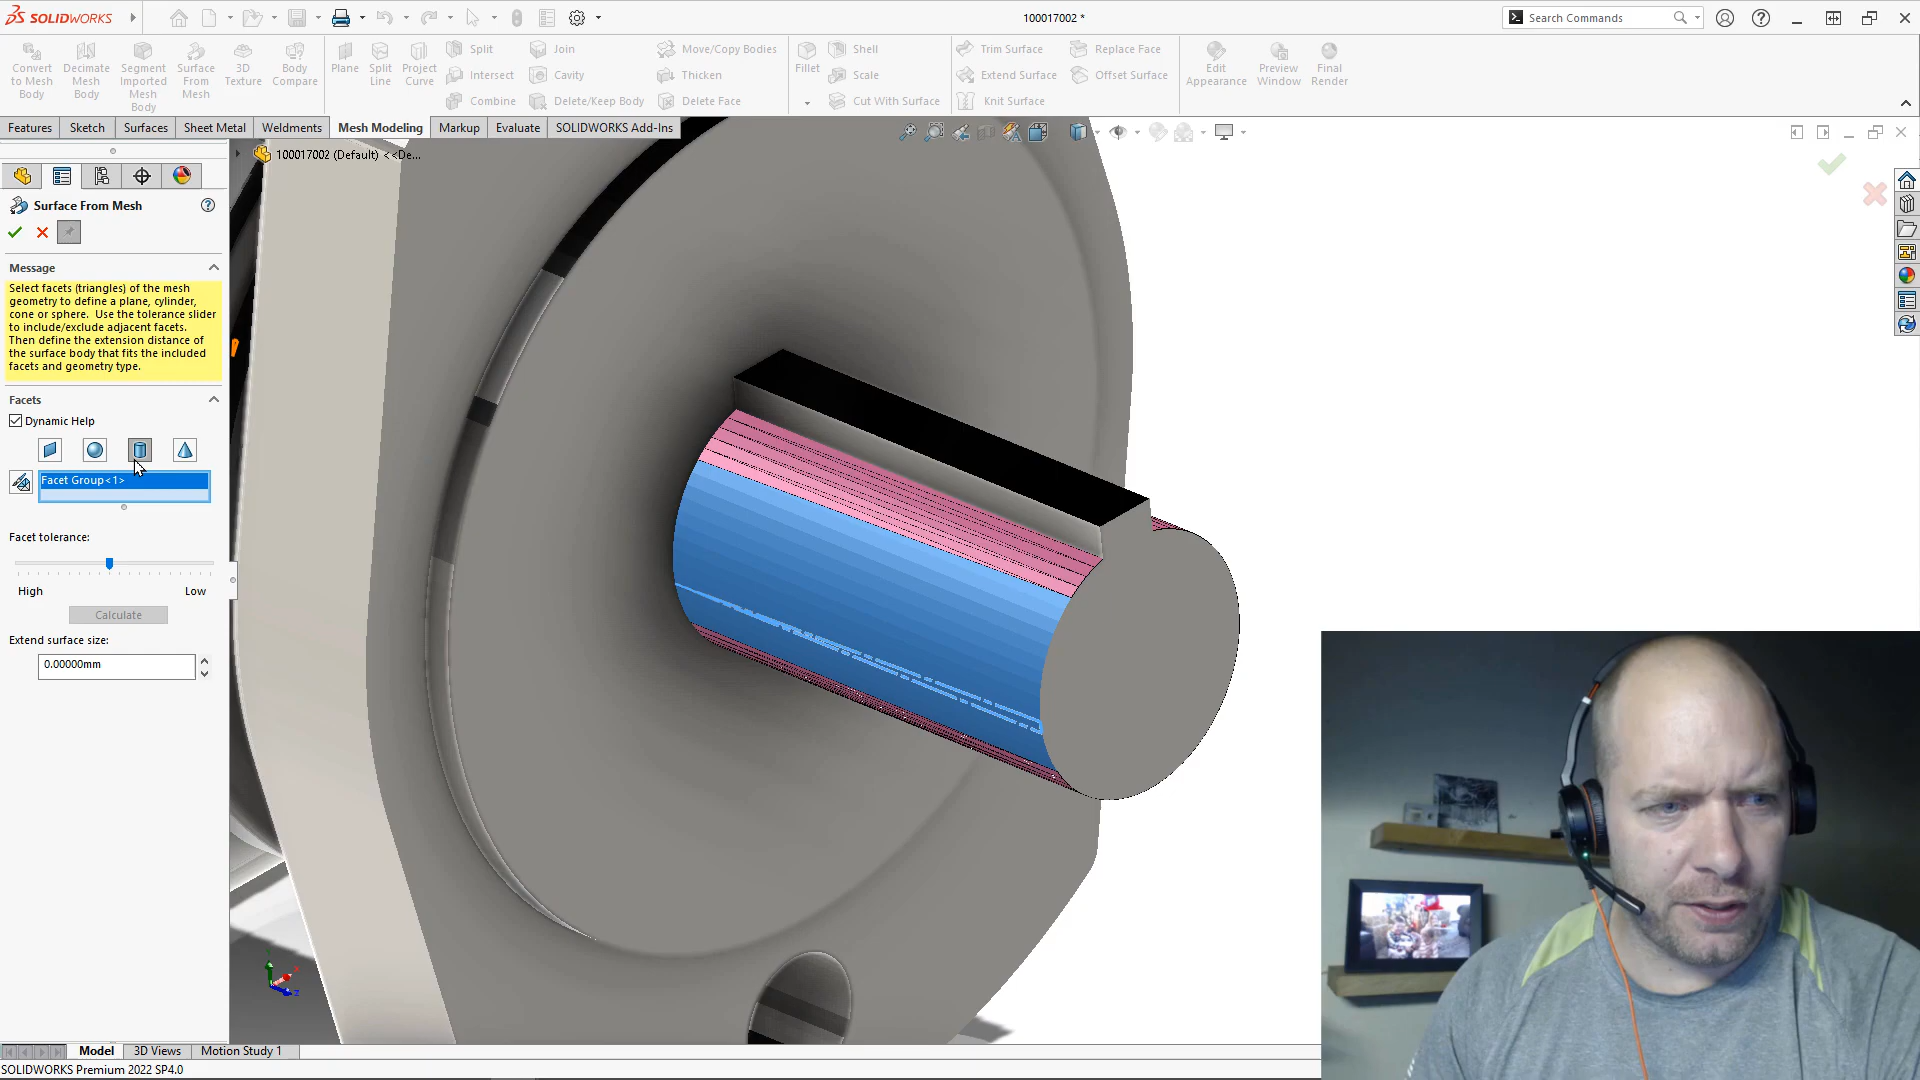 SOLIDWORKS
100017002 *
Search Commands
Convert to Mesh Body
Decimate Mesh Body
Segment Imported Mesh Body
Surface From Mesh
3D Texture
Body Compare
Plane
Split Line
Project Curve
Split
Intersect
Combine
Join
Cavity
Delete/Keep Body
Move/Copy Bodies
Thicken
Delete Face
Fillet
Shell
Scale
Cut With Surface
Trim Surface
Extend Surface
Knit Surface
Replace Face
Offset Surface
Edit Appearance
Preview Window
Final Render
Features
Sketch
Surfaces
Sheet Metal
Weldments
Mesh Modeling
Markup
Evaluate
SOLIDWORKS Add-Ins
100017002 (Default) <<De...
Surface From Mesh
Message
Select facets (triangles) of the mesh
geometry to define a plane, cylinder,
cone or sphere. Use the tolerance slider
to include/exclude adjacent facets.
Then define the extension distance of
the surface body that fits the included
facets and geometry type.
Facets
Dynamic Help
Facet Group<1>
Facet tolerance:
High Low
Calculate
Extend surface size:
0.00000mm
Model
3D Views
Motion Study 1
SOLIDWORKS Premium 2022 SP4.0